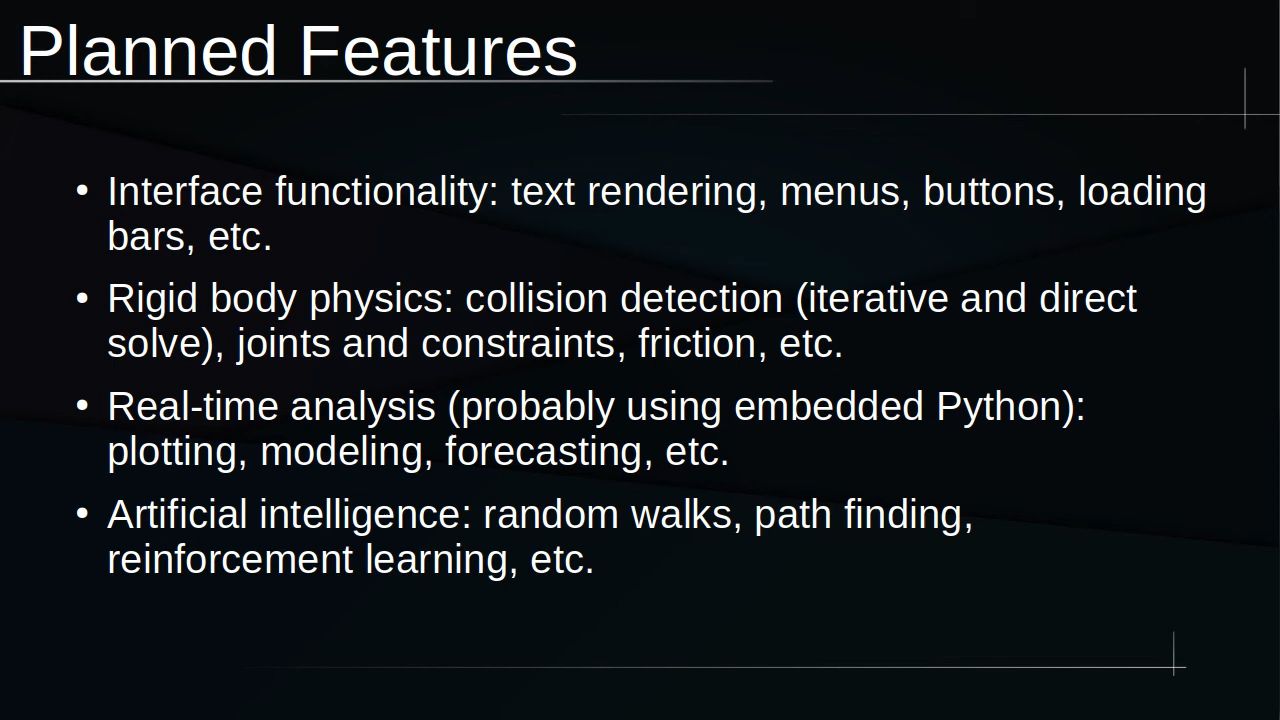 Planned Features
• Interface functionality: text rendering, menus, buttons, loading
bars, etc.
• Rigid body physics: collision detection (iterative and direct
solve), joints and constraints, friction, etc.
• Real-time analysis (probably using embedded Python):
plotting, modeling, forecasting, etc.
• Artificial intelligence: random walks, path finding,
reinforcement learning, etc.